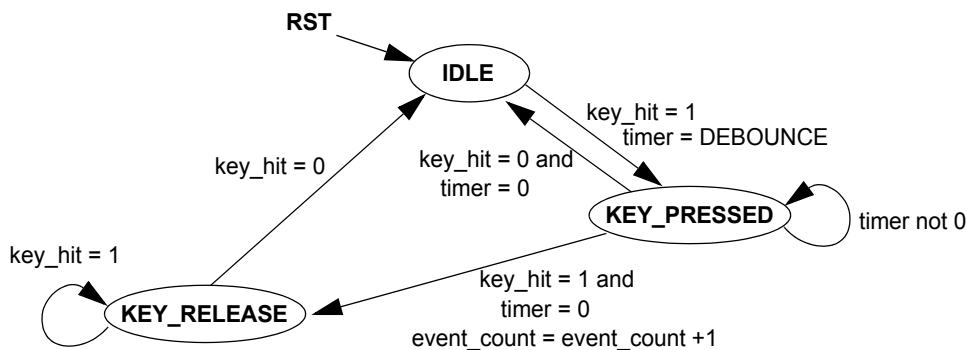 RST
IDLE
key_hit = 1
timer = DEBOUNCE
key_hit = 0 and
timer = 0
key_hit = 0
KEY_PRESSED
timer not 0
key_hit = 1
key_hit = 1 and
timer = 0
event_count = event_count +1
KEY_RELEASE